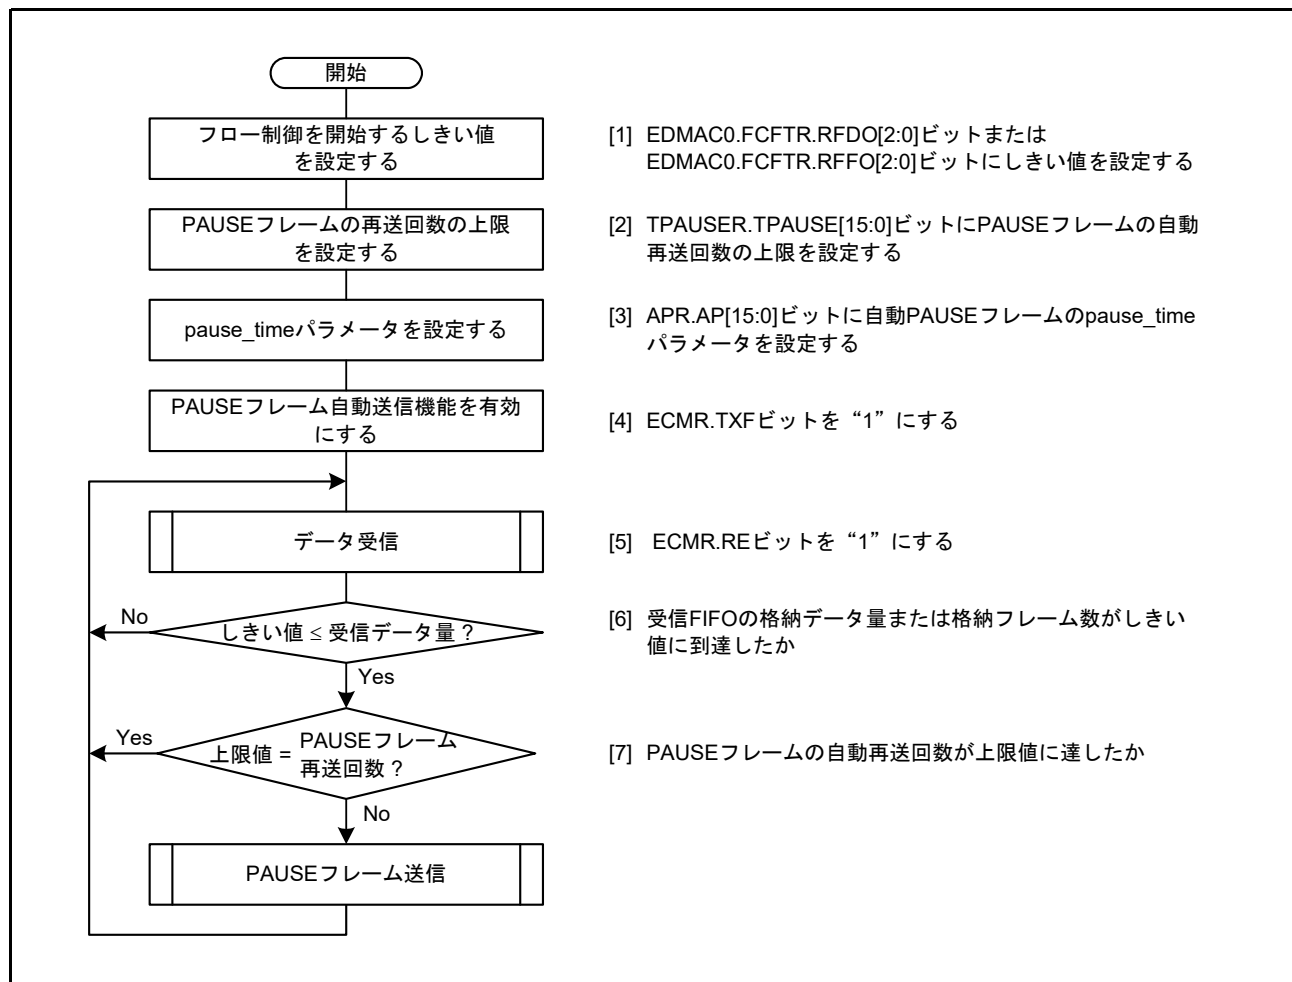 開始
フロー制御を開始するしきい値
を設定する
[1] EDMAC0.FCFTR.RFDO[2:0]ビットまたは
EDMAC0.FCFTR.RFFO[2:0]ビットにしきい値を設定する
PAUSEフレームの再送回数の上限
を設定する
[2] TPAUSER.TPAUSE[15:0]ビットにPAUSEフレームの自動
再送回数の上限を設定する
pause_timeパラメータを設定する
[3] APR.AP[15:0]ビットに自動PAUSEフレームのpause_time
パラメータを設定する
PAUSEフレーム自動送信機能を有効
にする
[4] ECMR.TXFビットを“1”にする
データ受信
[5] ECMR.REビットを“1”にする
No
しきい値 ≤ 受信データ量 ?
[6] 受信FIFOの格納データ量または格納フレーム数がしきい
値に到達したか
Yes
Yes
上限値 = PAUSEフレーム
再送回数 ?
[7] PAUSEフレームの自動再送回数が上限値に達したか
No
PAUSEフレーム送信